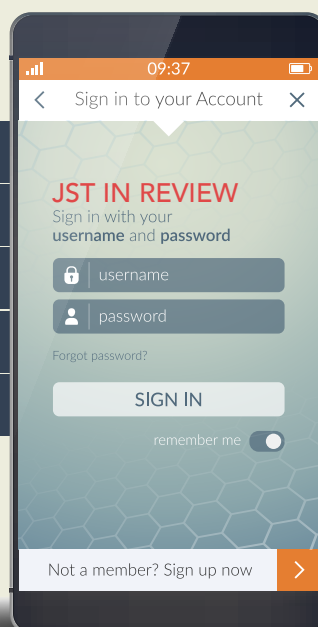 09:37
Sign in to your Account
JST IN REVIEW
Sign in with your
username and password
username
password
Forgot password?
SIGN IN
remember me
Not a member? Sign up now